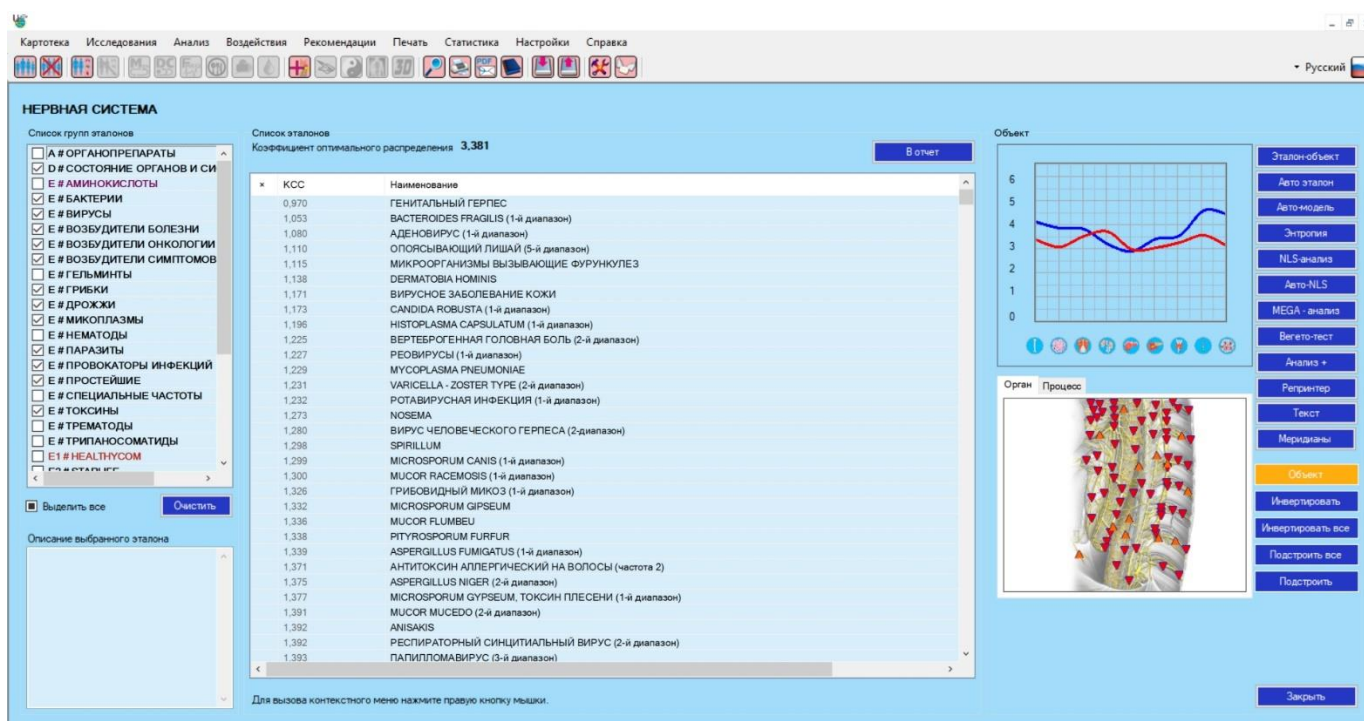 Картотека Исследования Анализ Воздействия Рекомендации Печать Статистика Настройки Справка
3D PDF
Русский
НЕРВНАЯ СИСТЕМА
Список групп эталонов
A # ОРГАНОПРЕПАРАТЫ
D # СОСТОЯНИЕ ОРГАНОВ И СИ
E # АМИНОКИСЛОТЫ
E # БАКТЕРИИ
E # ВИРУСЫ
E # ВОЗБУДИТЕЛИ БОЛЕЗНИ
E # ВОЗБУДИТЕЛИ ОНКОЛОГИИ
E # ВОЗБУДИТЕЛИ СИМПТОМОВ
E # ГЕЛЬМИНТЫ
E # ГРИБКИ
E # ДРОЖЖИ
E # МИКОПЛАЗМЫ
E # НЕМАТОДЫ
E # ПАРАЗИТЫ
E # ПРОВОКАТОРЫ ИНФЕКЦИЙ
E # ПРОСТЕЙШИЕ
E # СПЕЦИАЛЬНЫЕ ЧАСТОТЫ
E # ТОКСИНЫ
E # ТРЕМАТОДЫ
E # ТРИПАНОСОМАТИДЫ
E1 # HEALTHYCOM
Выделить все Очистить
Описание выбранного эталона
Список эталонов
Коэффициент оптимального распределения 3,381
В отчет
× КСС Наименование
0,970 ГЕНИТАЛЬНЫЙ ГЕРПЕС
1,053 BACTEROIDES FRAGILIS (1-й диапазон)
1,080 АДЕНОВИРУС (1-й диапазон)
1,110 ОПОЯСЫВАЮЩИЙ ЛИШАЙ (5-й диапазон)
1,115 МИКРООРГАНИЗМЫ ВЫЗЫВАЮЩИЕ ФУРУНКУЛЕЗ
1,138 DERMATOBIA HOMINIS
1,171 ВИРУСНОЕ ЗАБОЛЕВАНИЕ КОЖИ
1,173 CANDIDA ROBUSTA (1-й диапазон)
1,196 HISTOPLASMA CAPSULATUM (1-й диапазон)
1,225 ВЕРТЕБРОГЕННАЯ ГОЛОВНАЯ БОЛЬ (2-й диапазон)
1,227 РЕОВИРУСЫ (1-й диапазон)
1,229 MYCOPLASMA PNEUMONIAE
1,231 VARICELLA - ZOSTER TYPE (2-й диапазон)
1,232 РОТАВИРУСНАЯ ИНФЕКЦИЯ (1-й диапазон)
1,273 NOSEMA
1,280 ВИРУС ЧЕЛОВЕЧЕСКОГО ГЕРПЕСА (2-диапазон)
1,298 SPIRILLUM
1,299 MICROSPORUM CANIS (1-й диапазон)
1,300 MUCOR RACEMOSIS (1-й диапазон)
1,326 ГРИБОВИДНЫЙ МИКОЗ (1-й диапазон)
1,332 MICROSPORUM GIPSEUM
1,336 MUCOR FLUMBEU
1,338 PITYROSPORUM FURFUR
1,339 ASPERGILLUS FUMIGATUS (1-й диапазон)
1,371 АНТИТОКСИН АЛЛЕРГИЧЕСКИЙ НА ВОЛОСЫ (частота 2)
1,375 ASPERGILLUS NIGER (2-й диапазон)
1,377 MICROSPORUM GYPSEUM, ТОКСИН ПЛЕСЕНИ (1-й диапазон)
1,391 MUCOR MUCEDO (2-й диапазон)
1,392 ANISAKIS
1,392 РЕСПИРАТОРНЫЙ СИНЦИТИАЛЬНЫЙ ВИРУС (2-й диапазон)
1,393 ПАПИЛЛОМАВИРУС (3-й диапазон)
Для вызова контекстного меню нажмите правую кнопку мышки.
Объект
6
5
4
3
2
1
0
Орган Процесс
Эталон-объект
Авто эталон
Авто-модель
Энтропия
NLS-анализ
Авто-NLS
MEGA - анализ
Вегето-тест
Анализ +
Репринтер
Текст
Меридианы
Объект
Инвертировать
Инвертировать все
Подстроить все
Подстроить
Закрыть